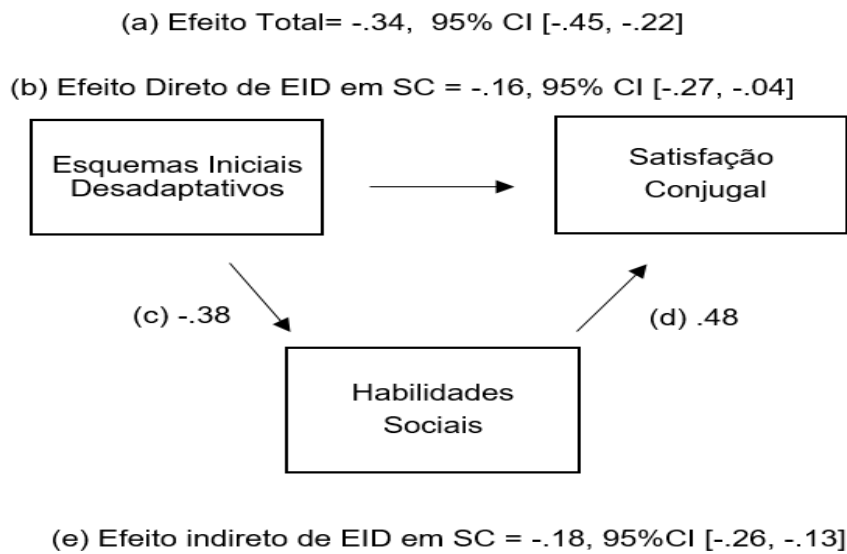 (a) Efeito Total= -.34, 95% CI [-.45, -.22]
(b) Efeito Direto de EID em SC = -.16, 95% CI [-.27, -.04]
Esquemas Iniciais
Desadaptativos
Satisfação
Conjugal
(c) -.38
(d) .48
Habilidades
Sociais
(e) Efeito indireto de EID em SC = -.18, 95%CI [-.26, -.13]